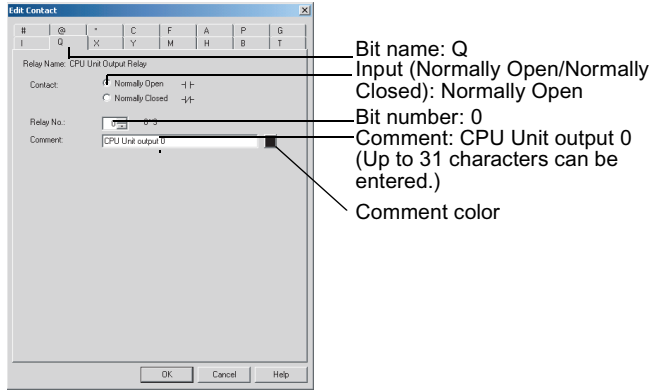 Edit Contact
# @ * C F A P G
I Q X Y M H B T
Relay Name: CPU Unit Output Relay
Contact:
Normally Open
Normally Closed
Relay No.:
0
Comment:
CPU Unit output 0
OK Cancel Help
Bit name: Q
Input (Normally Open/Normally
Closed): Normally Open
Bit number: 0
Comment: CPU Unit output 0
(Up to 31 characters can be
entered.)
Comment color